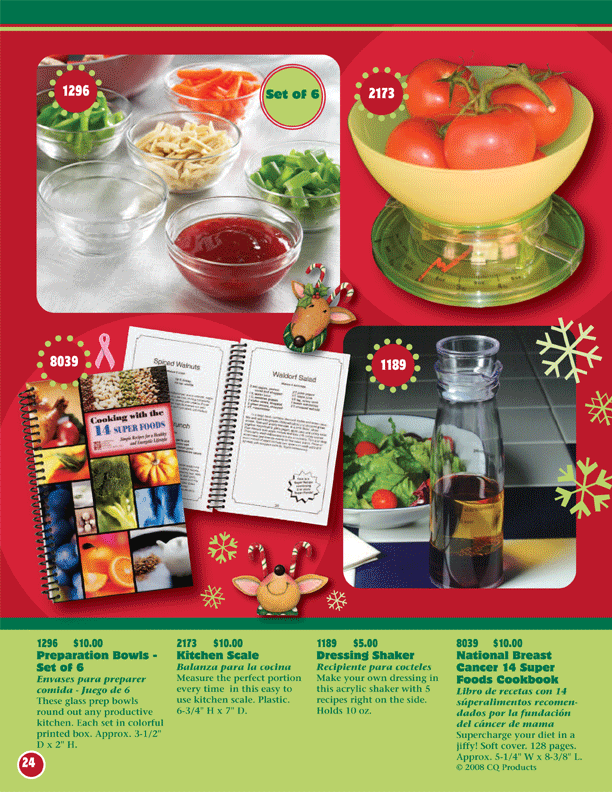 1296
Set of 6
2173
8039
Spiced Walnuts
Waldorf Salad
1189
Cooking with the
14 SUPER FOODS
Simple Recipes for a Healthy
and Energetic Lifestyle
1296 $10.00
Preparation Bowls -
Set of 6
Envases para preparer
comida - Juego de 6
These glass prep bowls
round out any productive
kitchen. Each set in colorful
printed box. Approx. 3-1/2"
D x 2" H.
2173 $10.00
Kitchen Scale
Balanza para la cocina
Measure the perfect portion
every time in this easy to
use kitchen scale. Plastic.
6-3/4" H x 7" D.
1189 $5.00
Dressing Shaker
Recipiente para cocteles
Make your own dressing in
this acrylic shaker with 5
recipes right on the side.
Holds 10 oz.
8039 $10.00
National Breast
Cancer 14 Super
Foods Cookbook
Libro de recetas con 14
súperalimentos recomen-
dados por la fundación
del cáncer de mama
Supercharge your diet in a
jiffy! Soft cover. 128 pages.
Approx. 5-1/4" W x 8-3/8" L.
© 2008 CQ Products
24